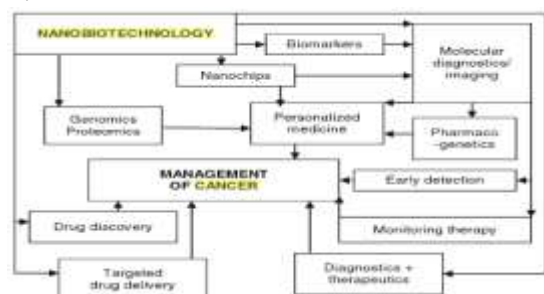 NANOBIOTECHNOLOGY
Biomarkers
Molecular
diagnostics/
imaging
Nanochips
Genomics
Proteomics
Personalized
medicine
Pharmaco
-genetics
MANAGEMENT
OF CANCER
Early detection
Drug discovery
Monitoring therapy
Targeted
drug delivery
Diagnostics +
therapeutics